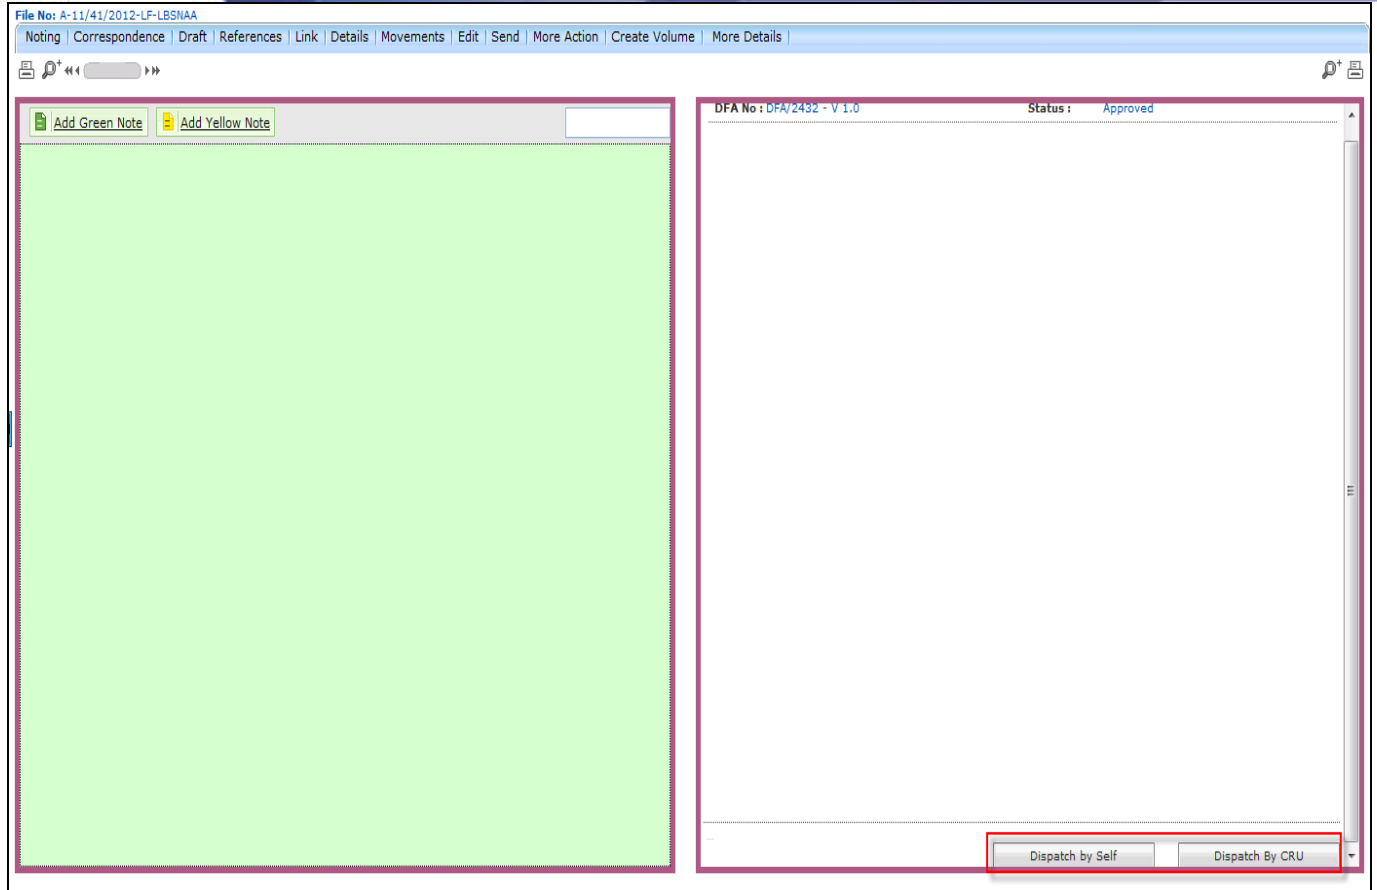 File No: A-11/41/2012-LF-LBSNAA
Noting | Correspondence | Draft | References | Link | Details | Movements | Edit | Send | More Action | Create Volume | More Details |
Add Green Note Add Yellow Note
DFA No : DFA/2432 - V 1.0 Status : Approved
Dispatch by Self Dispatch By CRU